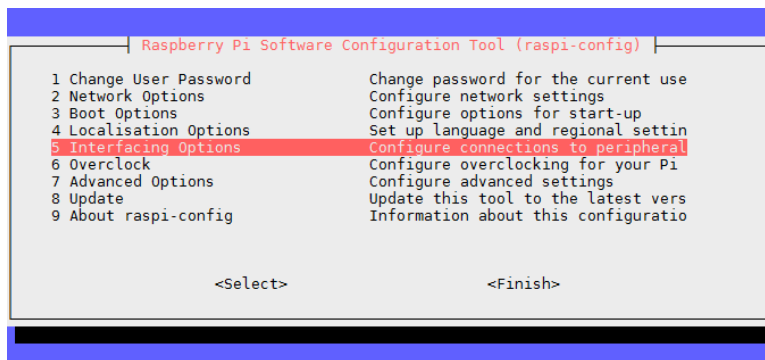 Raspberry Pi Software Configuration Tool (raspi-config)
1 Change User Password Change password for the current use
2 Network Options Configure network settings
3 Boot Options Configure options for start-up
4 Localisation Options Set up language and regional settin
5 Interfacing Options Configure connections to peripheral
6 Overclock Configure overclocking for your Pi
7 Advanced Options Configure advanced settings
8 Update Update this tool to the latest vers
9 About raspi-config Information about this configuratio
<Select> <Finish>